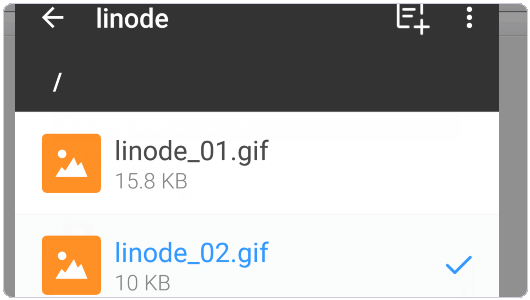 linode
/
linode_01.gif
15.8 KB
linode_02.gif
10 KB